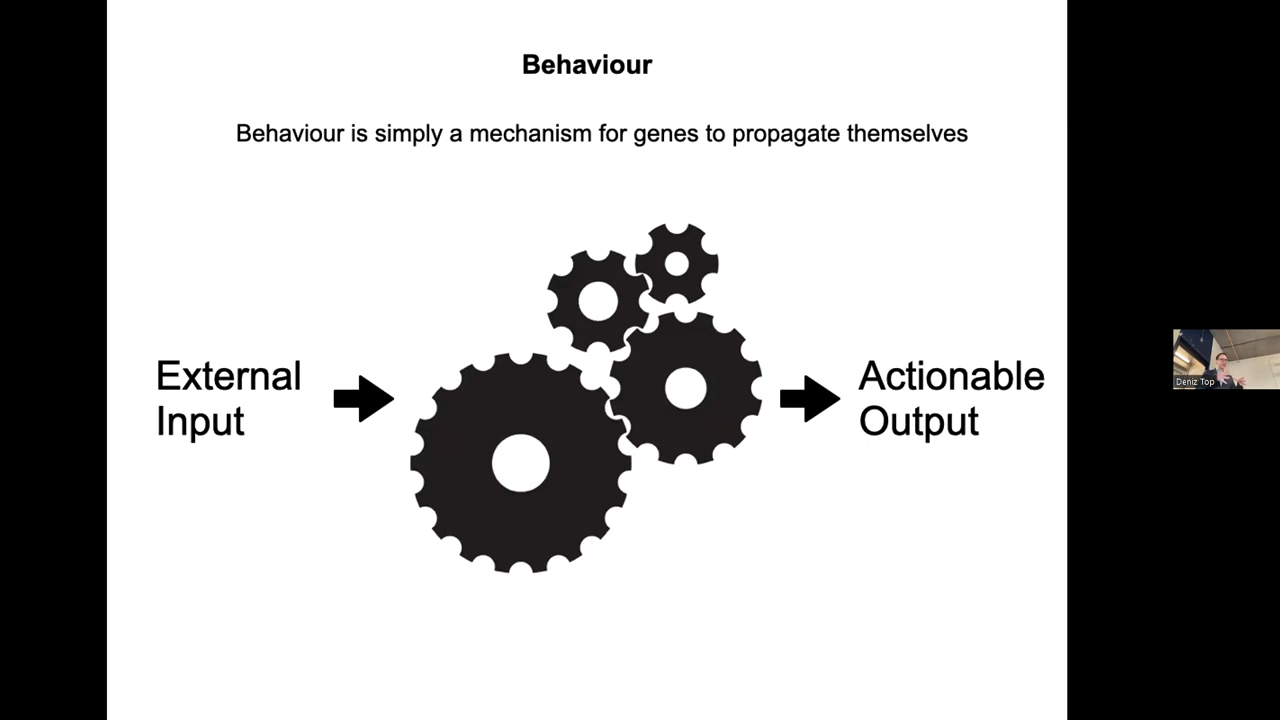 Behaviour
Behaviour is simply a mechanism for genes to propagate themselves
External
Input
Actionable
Output
Deniz Top